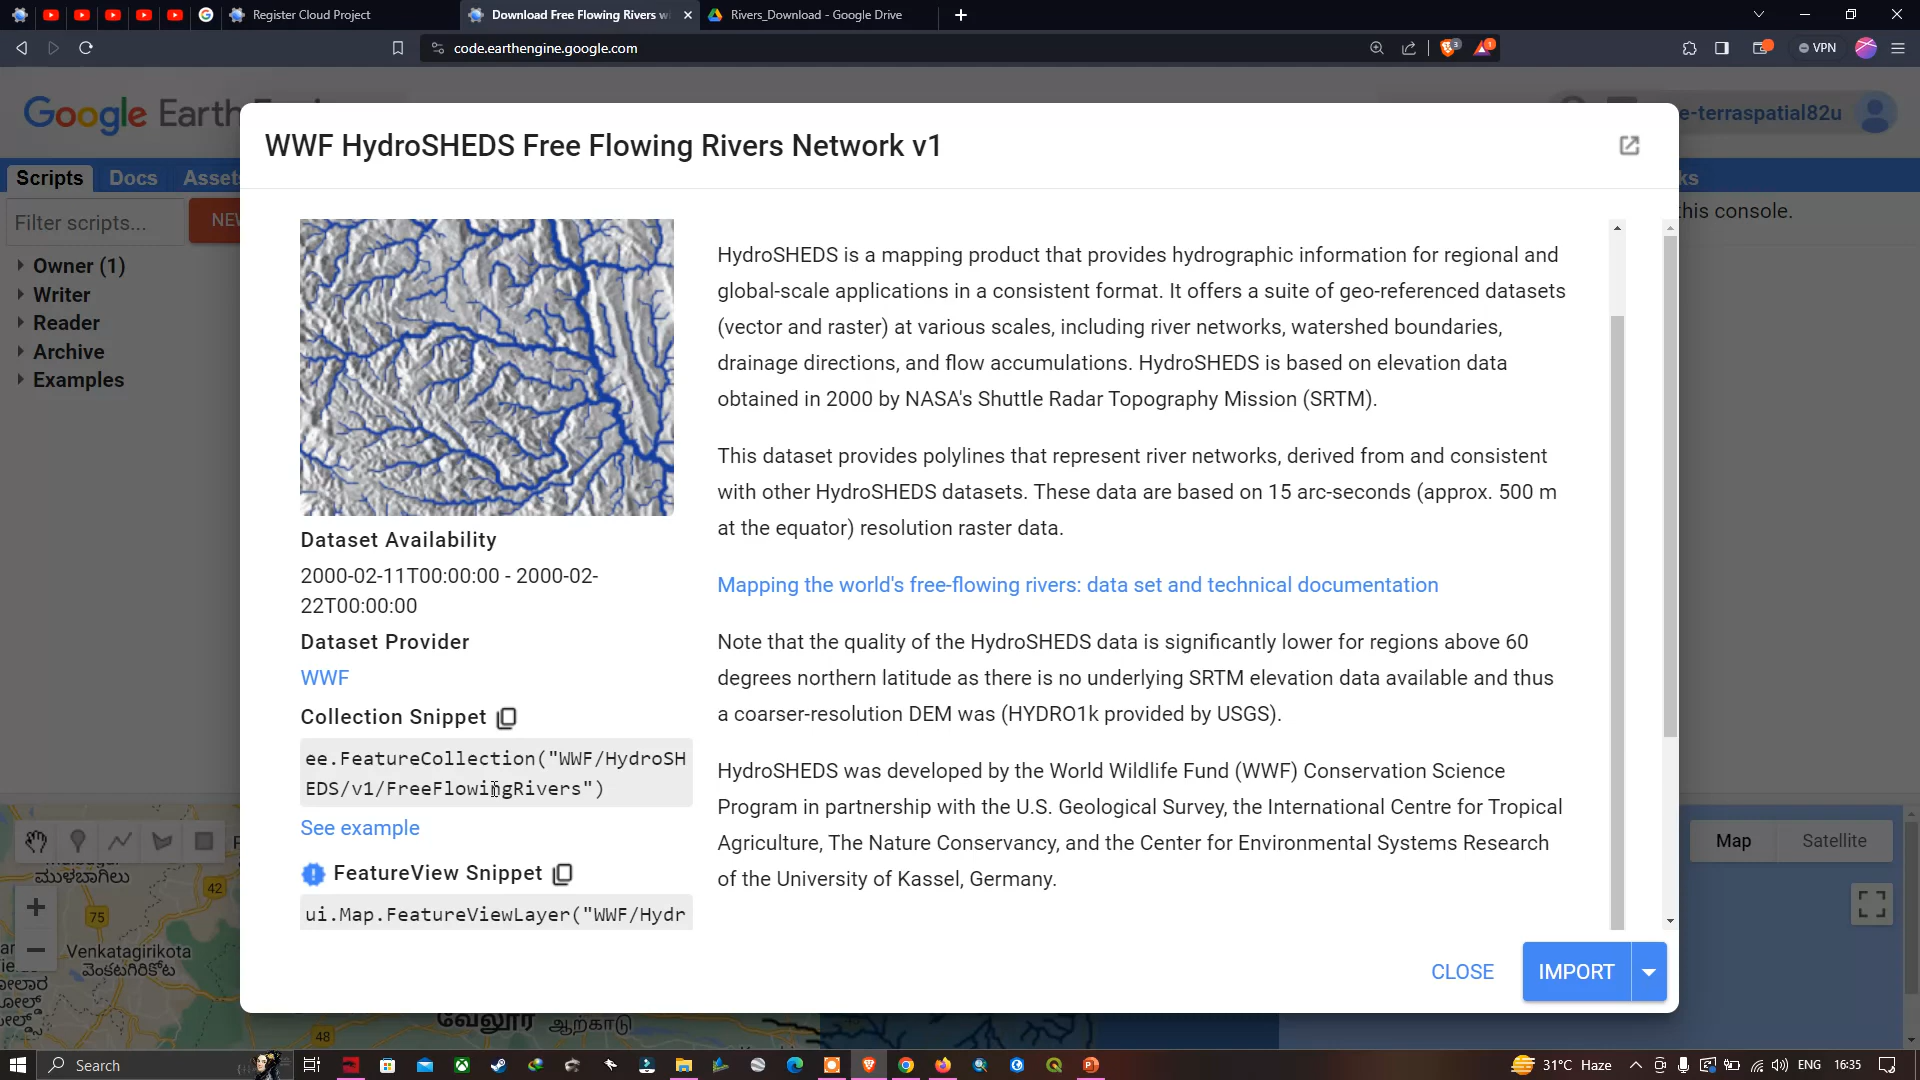 Register Cloud Project
Download Free Flowing Rivers w
Rivers_Download - Google Drive
code.earthengine.google.com
3
1
VPN
Google Earth
e-terraspatial82u
WWF HydroSHEDS Free Flowing Rivers Network v1
Scripts
Docs
Assets
ks
Filter scripts...
NEW
this console.
Owner (1)
Writer
Reader
Archive
Examples
HydroSHEDS is a mapping product that provides hydrographic information for regional and
global-scale applications in a consistent format. It offers a suite of geo-referenced datasets
(vector and raster) at various scales, including river networks, watershed boundaries,
drainage directions, and flow accumulations. HydroSHEDS is based on elevation data
obtained in 2000 by NASA's Shuttle Radar Topography Mission (SRTM).
This dataset provides polylines that represent river networks, derived from and consistent
with other HydroSHEDS datasets. These data are based on 15 arc-seconds (approx. 500 m
at the equator) resolution raster data.
Mapping the world's free-flowing rivers: data set and technical documentation
Note that the quality of the HydroSHEDS data is significantly lower for regions above 60
degrees northern latitude as there is no underlying SRTM elevation data available and thus
a coarser-resolution DEM was (HYDRO1k provided by USGS).
HydroSHEDS was developed by the World Wildlife Fund (WWF) Conservation Science
Program in partnership with the U.S. Geological Survey, the International Centre for Tropical
Agriculture, The Nature Conservancy, and the Center for Environmental Systems Research
of the University of Kassel, Germany.
Dataset Availability
2000-02-11T00:00:00 - 2000-02-
22T00:00:00
Dataset Provider
WWF
Collection Snippet
ee.FeatureCollection("WWF/HydroSH
EDS/v1/FreeFlowingRivers")
See example
FeatureView Snippet
ui.Map.FeatureViewLayer("WWF/Hydr
CLOSE
IMPORT
Map
Satellite
ಮುಳಬಾಗಿಲು
42
75
Venkatagirikota
వెంకటగిరికోట
48
வேலூர்
ஆற்காடு
Search
31°C Haze
ENG
16:35